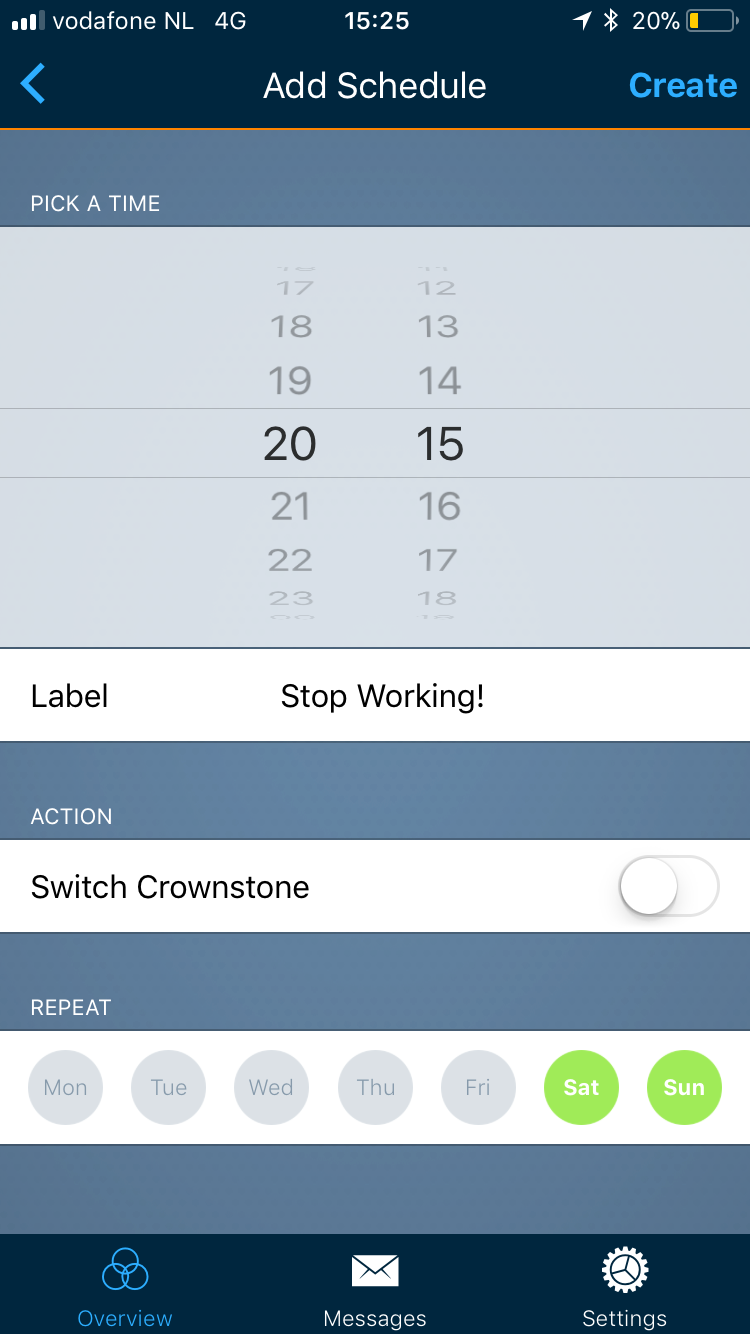 vodafone NL 4G 15:25 20%
Add Schedule Create
PICK A TIME
17 12
18 13
19 14
20 15
21 16
22 17
23 18
Label Stop Working!
ACTION
Switch Crownstone
REPEAT
Mon Tue Wed Thu Fri Sat Sun
Overview Messages Settings